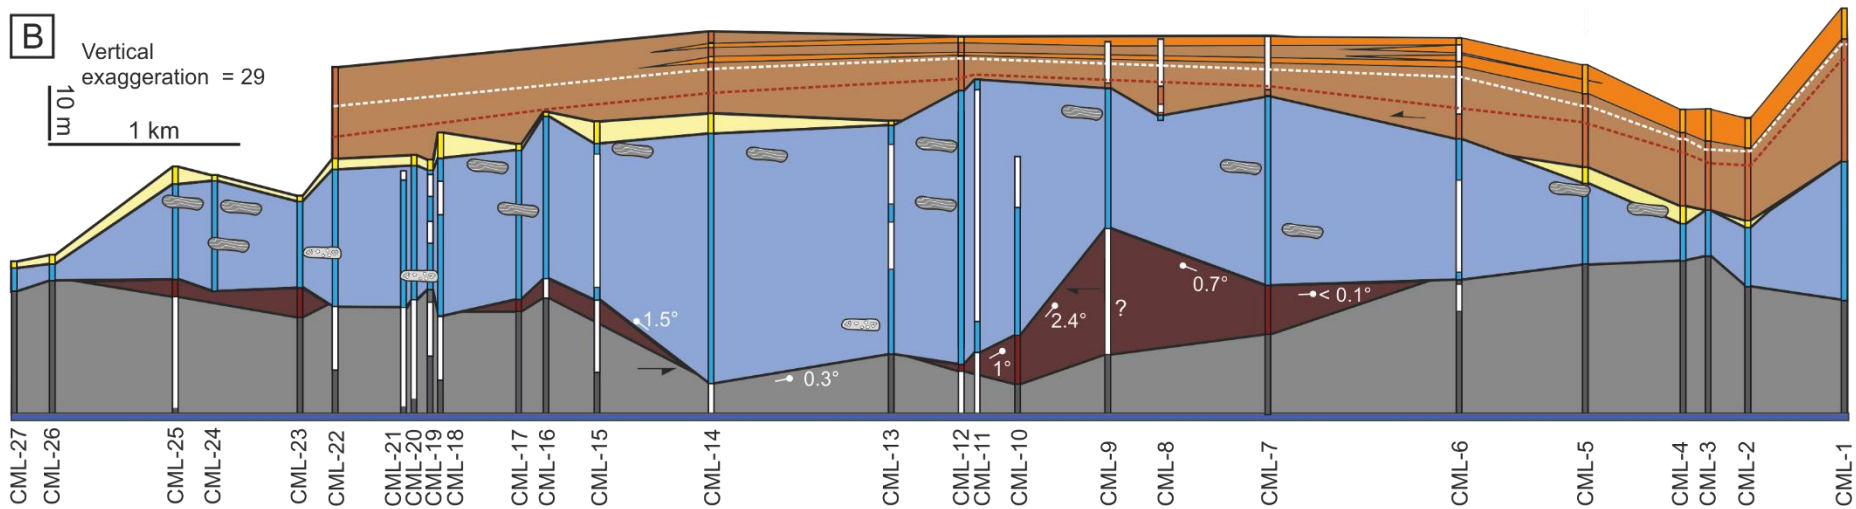 B
Vertical
exaggeration = 29
10 m
1 km
1.5°
0.3°
1°
2.4°
?
0.7°
< 0.1°
CML-27
CML-26
CML-25
CML-24
CML-23
CML-22
CML-21
CML-20
CML-19
CML-18
CML-17
CML-16
CML-15
CML-14
CML-13
CML-12
CML-11
CML-10
CML-9
CML-8
CML-7
CML-6
CML-5
CML-4
CML-3
CML-2
CML-1